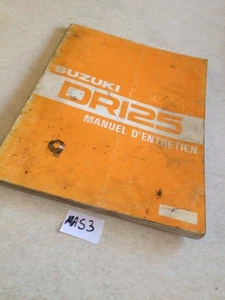 SUZUKI
DR125
MANUEL D'ENTRETIEN
MAS3